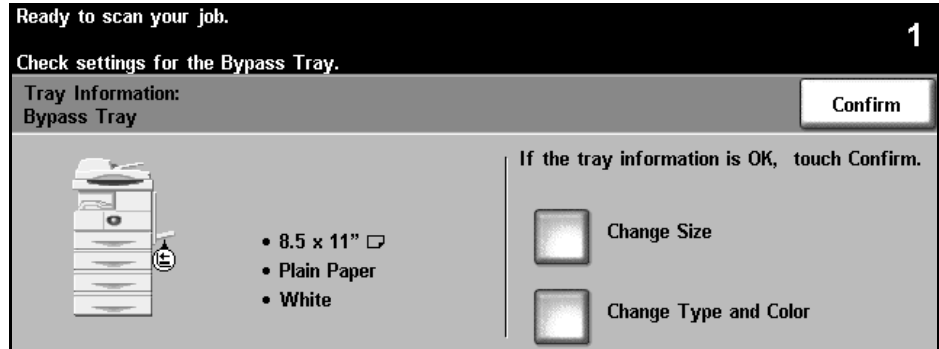 Ready to scan your job.
1
Check settings for the Bypass Tray.
Tray Information:
Bypass Tray
Confirm
If the tray information is OK, touch Confirm.
• 8.5 x 11”
• Plain Paper
• White
Change Size
Change Type and Color